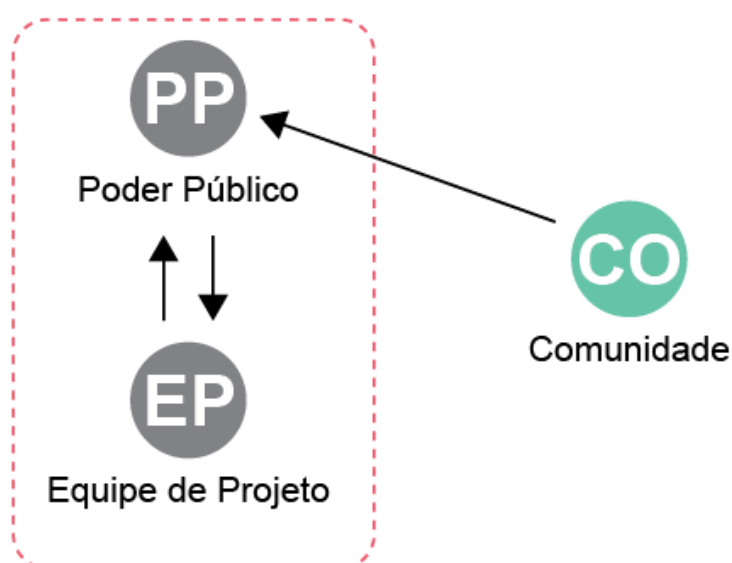 PP
Poder Público
CO
Comunidade
EP
Equipe de Projeto